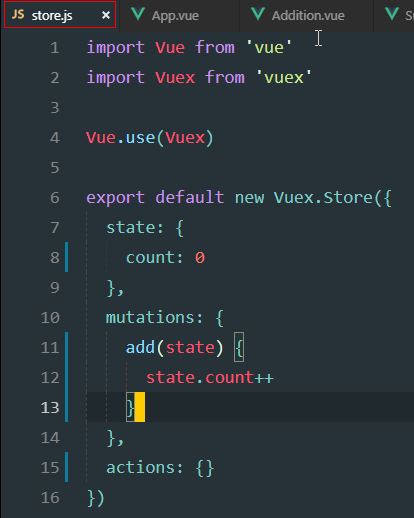 JS store.js × App.vue Addition.vue S
1 import Vue from 'vue'
2 import Vuex from 'vuex'
3
4 Vue.use(Vuex)
5
6 export default new Vuex.Store({
7   state: {
8     count: 0
9   },
10   mutations: {
11     add(state) {
12       state.count++
13     }
14   },
15   actions: {}
16 })